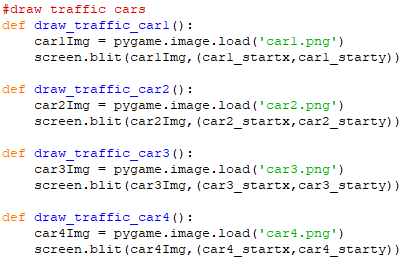 #draw traffic cars
def draw_traffic_car1():
    car1Img = pygame.image.load('car1.png')
    screen.blit(car1Img,(car1_startx,car1_starty))
def draw_traffic_car2():
    car2Img = pygame.image.load('car2.png')
    screen.blit(car2Img,(car2_startx,car2_starty))
def draw_traffic_car3():
    car3Img = pygame.image.load('car3.png')
    screen.blit(car3Img,(car3_startx,car3_starty))
def draw_traffic_car4():
    car4Img = pygame.image.load('car4.png')
    screen.blit(car4Img,(car4_startx,car4_starty))